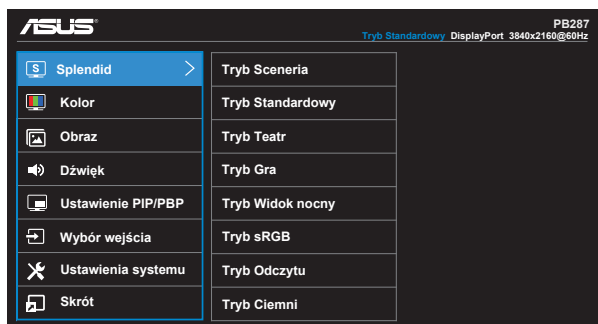 ASUS
PB287
Tryb Standardowy DisplayPort 3840x2160@60Hz
S Splendid
Kolor
Obraz
Dźwięk
Ustawienie PIP/PBP
Wybór wejścia
Ustawienia systemu
Skrót
Tryb Sceneria
Tryb Standardowy
Tryb Teatr
Tryb Gra
Tryb Widok nocny
Tryb sRGB
Tryb Odczytu
Tryb Ciemni